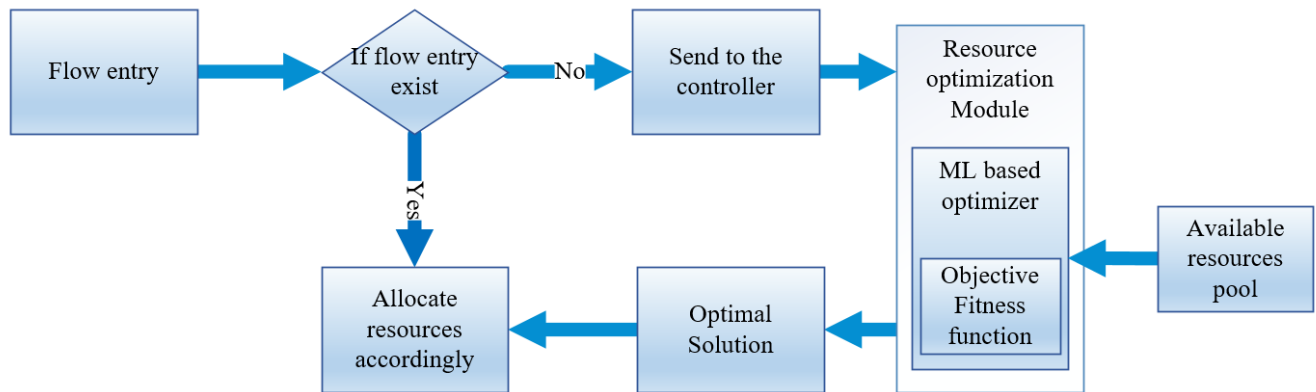 Flow entry
If flow entry
exist
No
Send to the
controller
Resource
optimization
Module
ML based
optimizer
Objective
Fitness
function
Available
resources
pool
Yes
Allocate
resources
accordingly
Optimal
Solution